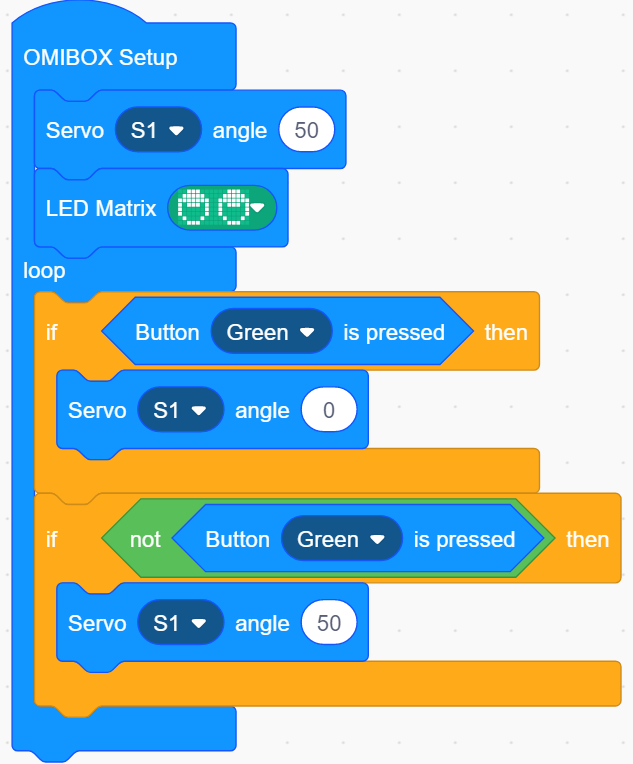 OMIBOX Setup
Servo S1 angle 50
LED Matrix
loop
if Button Green is pressed then
Servo S1 angle 0
if not Button Green is pressed then
Servo S1 angle 50